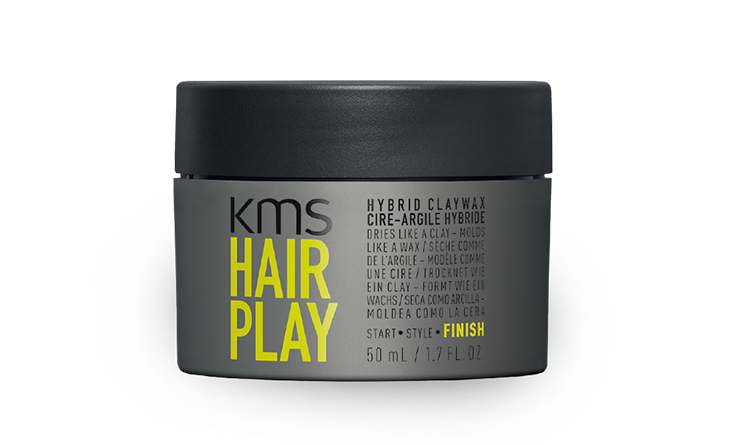 kms
HAIR
PLAY
HYBRID CLAYWAX
CIRE-ARGILE HYBRIDE
DRIES LIKE A CLAY – MOLDS
LIKE A WAX / SÈCHE COMME
DE L'ARGILE – MODÈLE COMME
UNE CIRE / TROCKNET WIE
EIN CLAY – FORMT WIE EIN
WACHS / SECA COMO ARCILLA –
MOLDEA COMO LA CERA
START • STYLE • FINISH
50 mL / 1.7 FL. OZ.